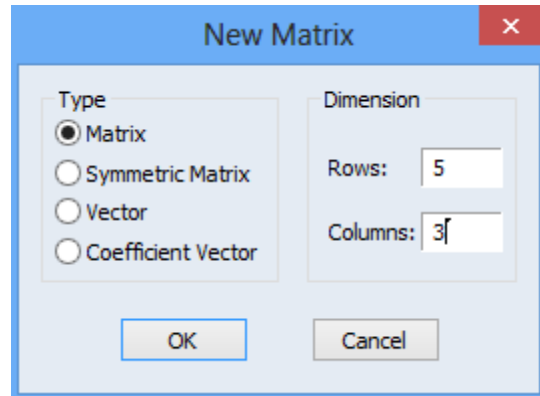 New Matrix
Type
Matrix
Symmetric Matrix
Vector
Coefficient Vector
Dimension
Rows: 5
Columns: 3
OK
Cancel